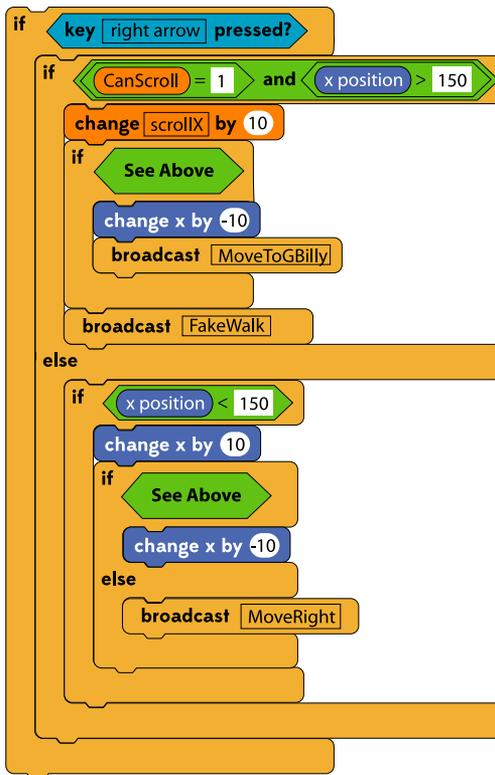 if key right arrow pressed?
if CanScroll = 1 and x position > 150
change scrollX by 10
if See Above
change x by -10
broadcast MoveToGBilly
broadcast FakeWalk
else
if x position < 150
change x by 10
if See Above
change x by -10
else
broadcast MoveRight